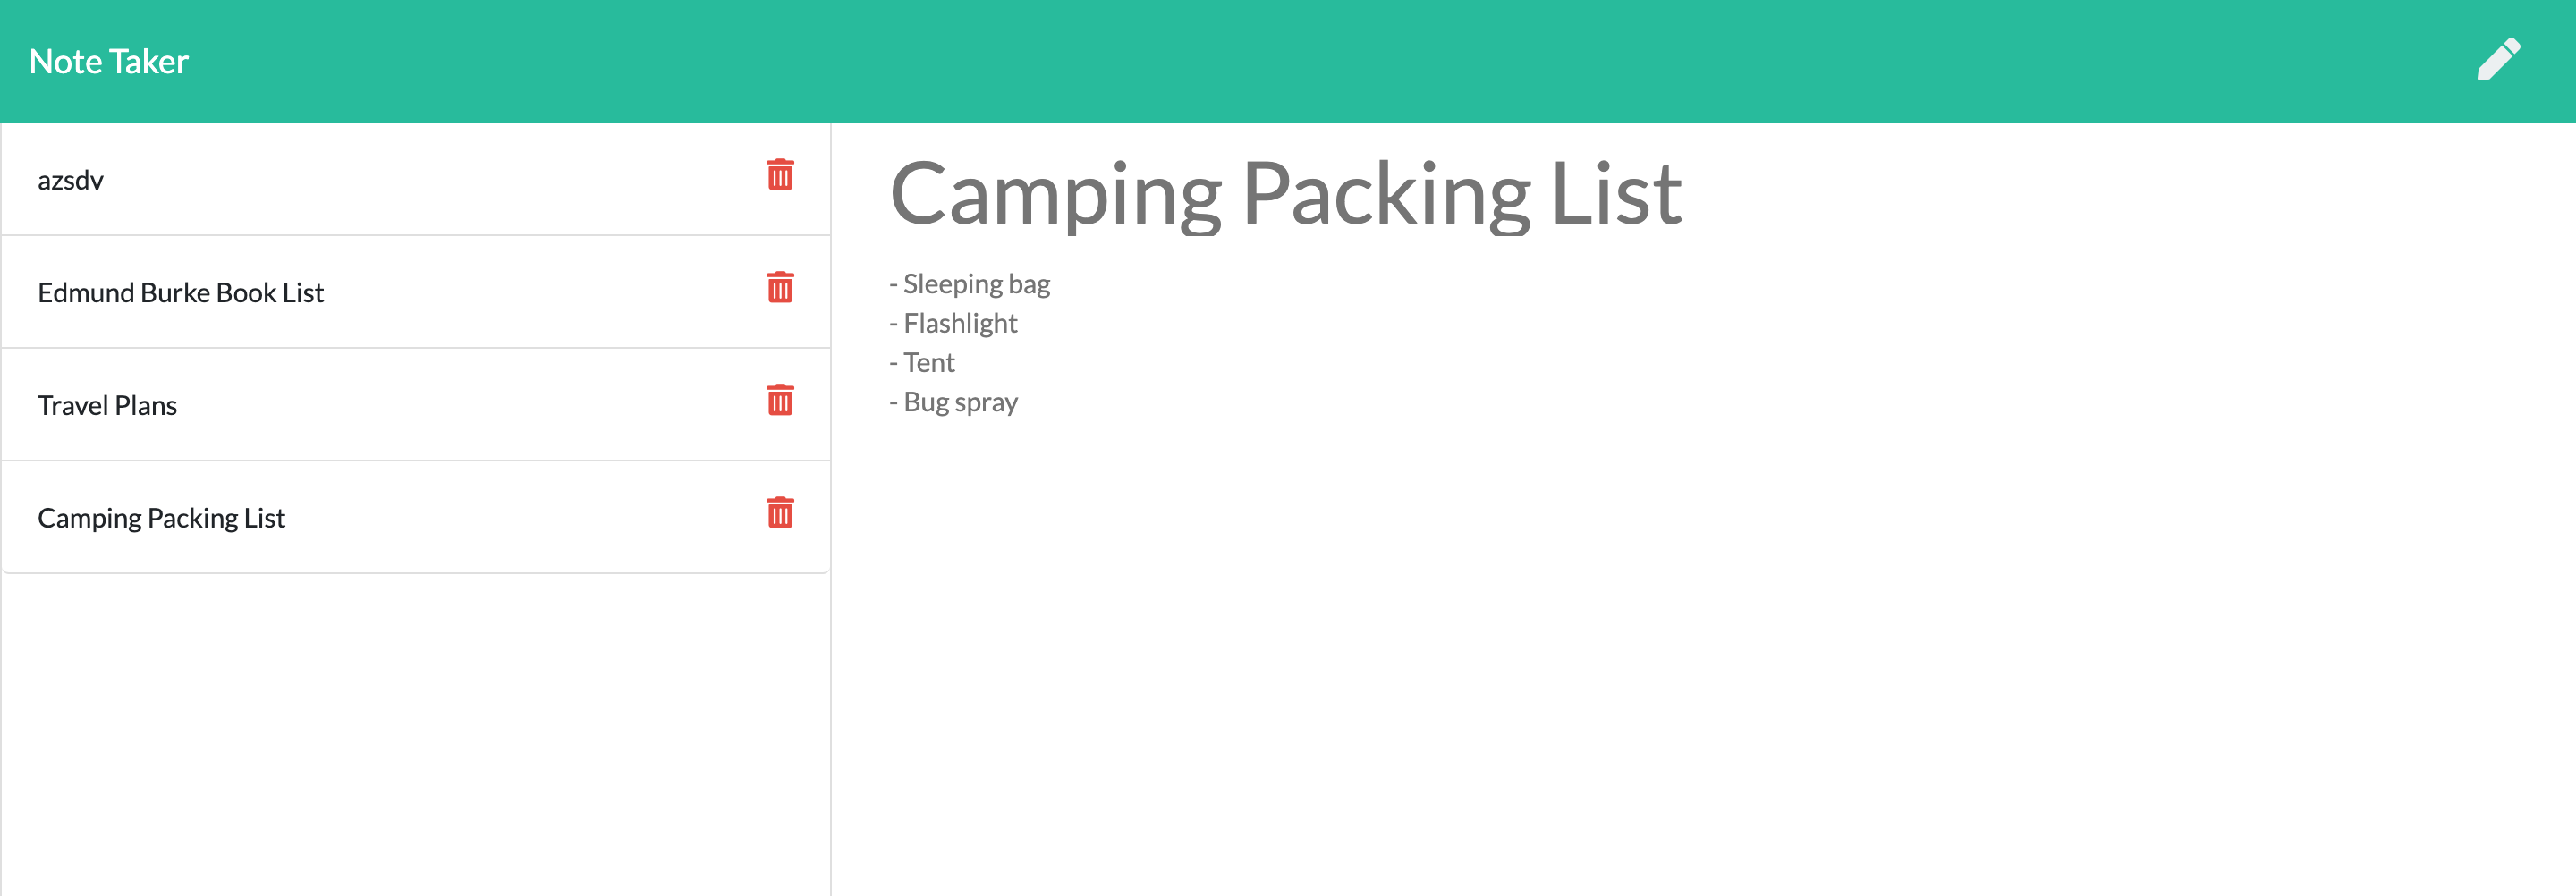 Note Taker
azsdv
Edmund Burke Book List
Travel Plans
Camping Packing List
Camping Packing List
- Sleeping bag
- Flashlight
- Tent
- Bug spray